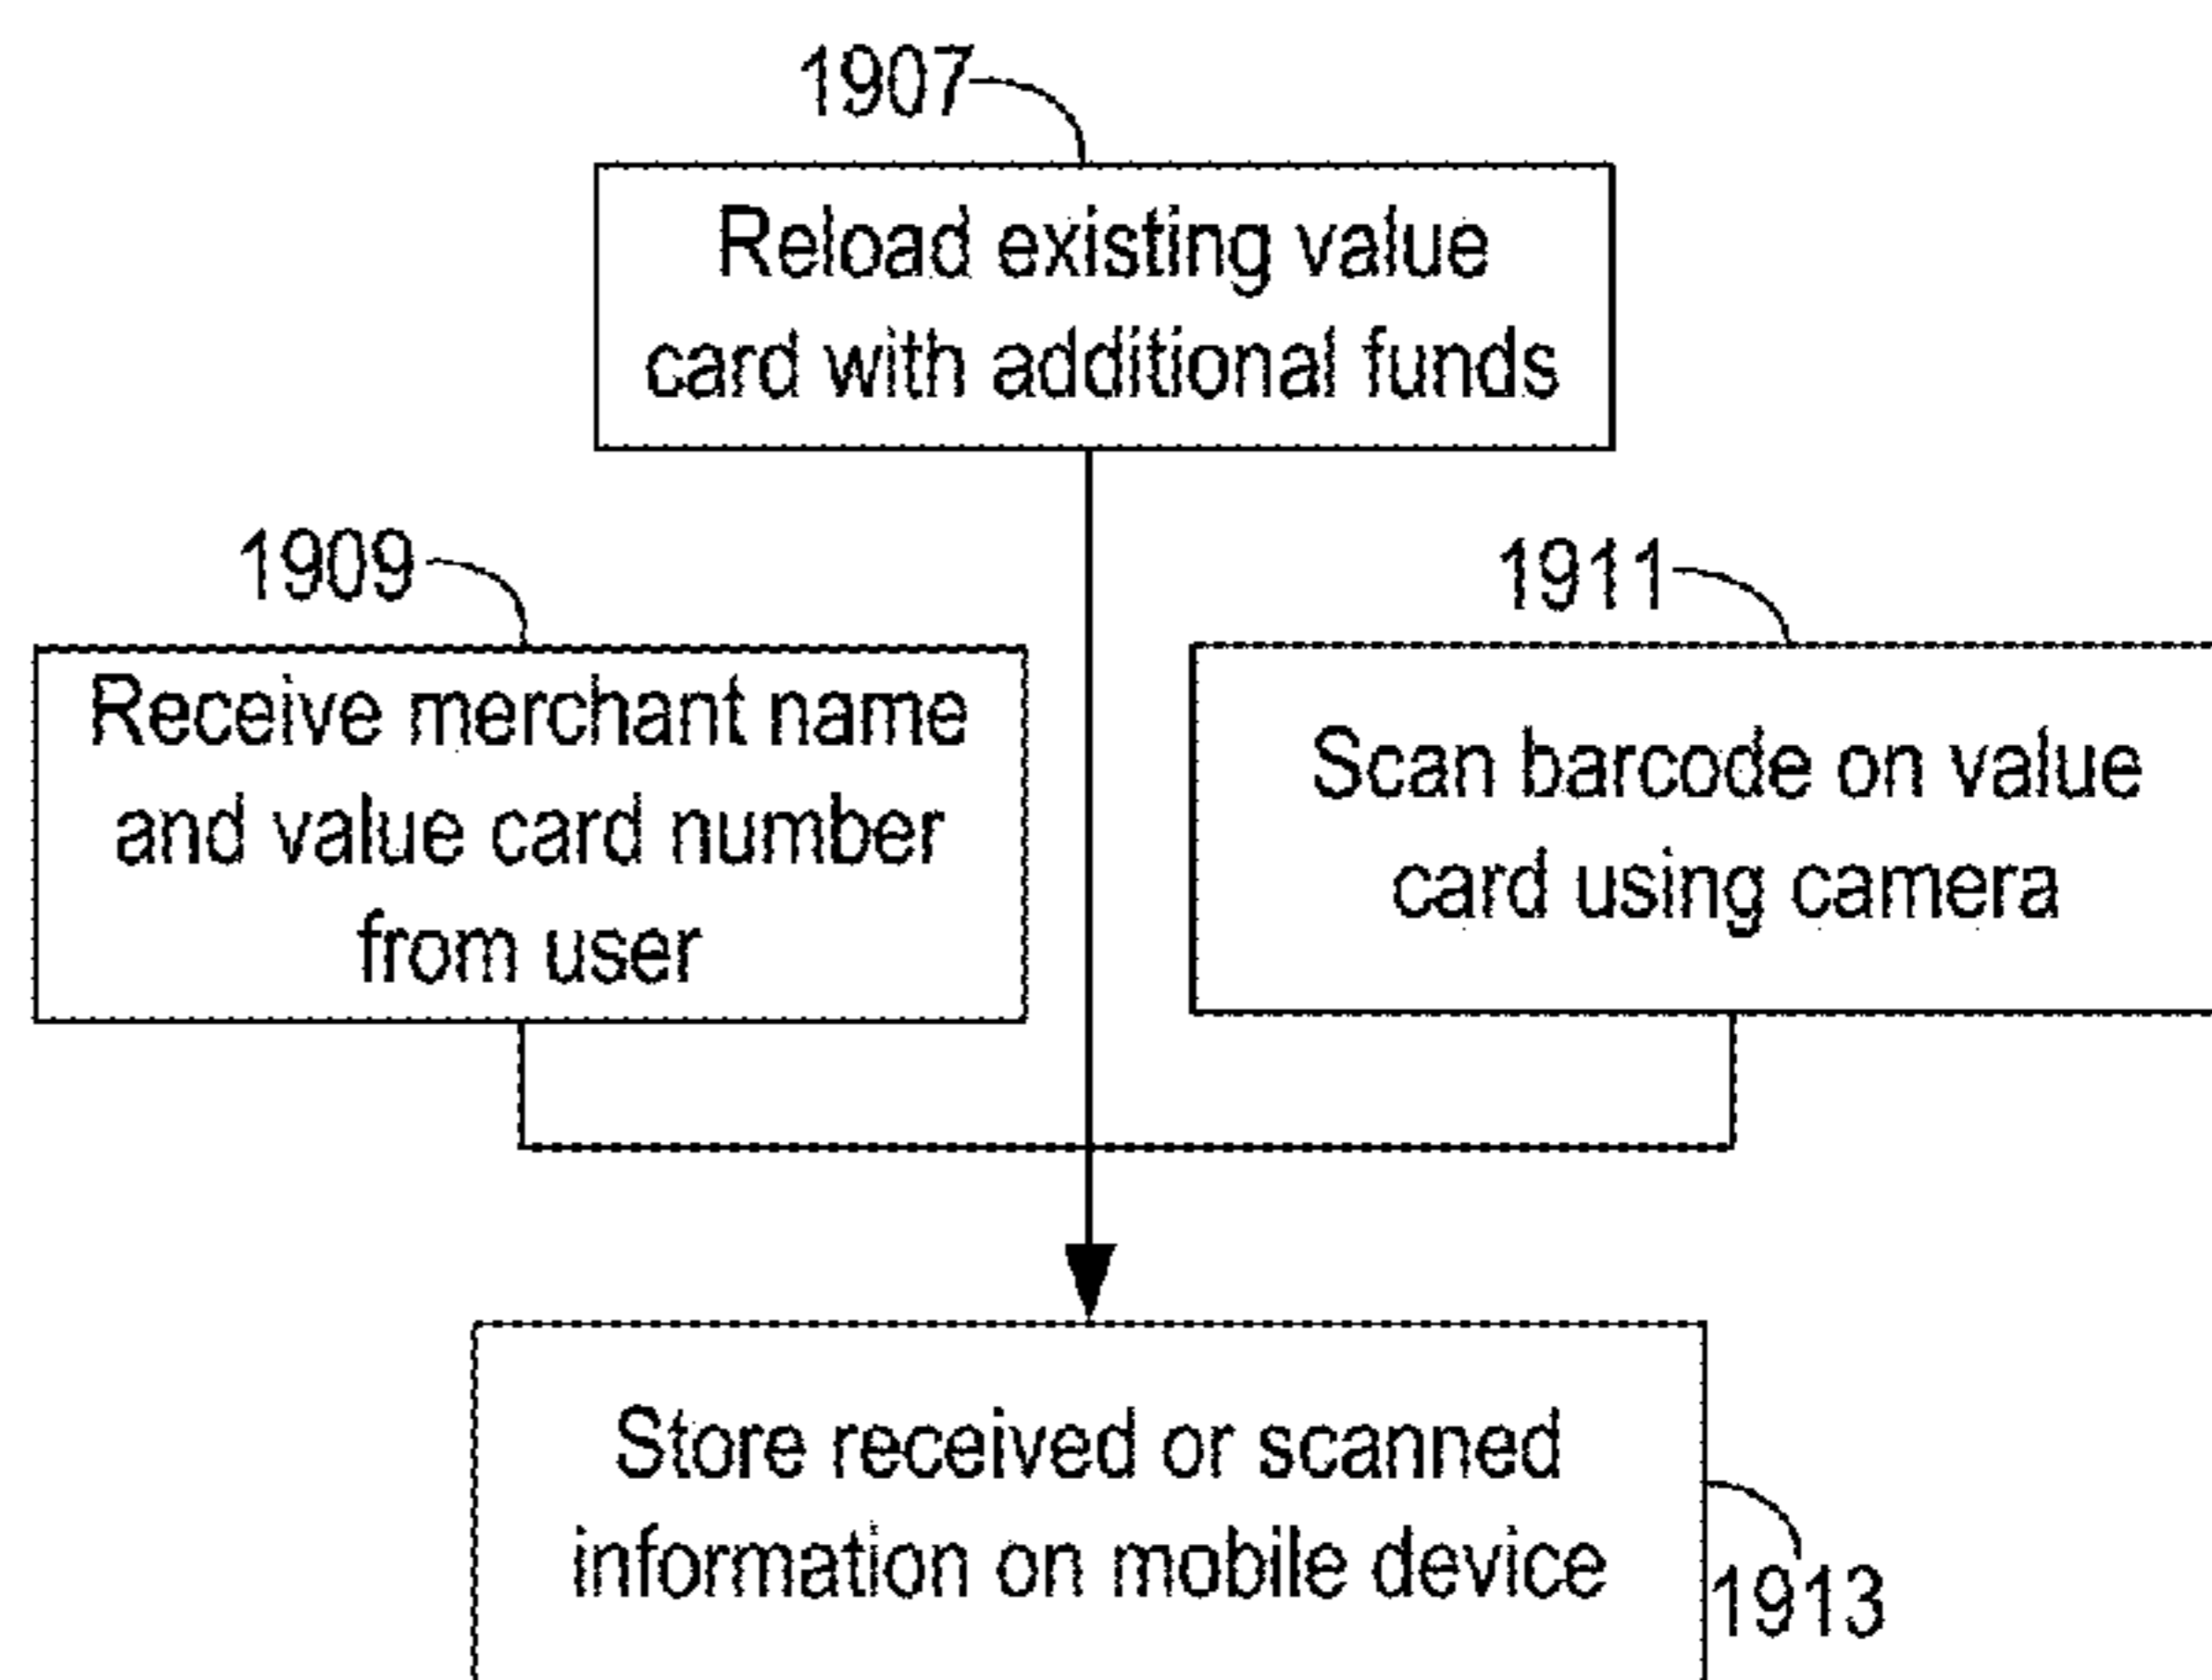 1907
Reload existing value
card with additional funds
1909
Receive merchant name
and value card number
from user
1911
Scan barcode on value
card using camera
Store received or scanned
information on mobile device
1913